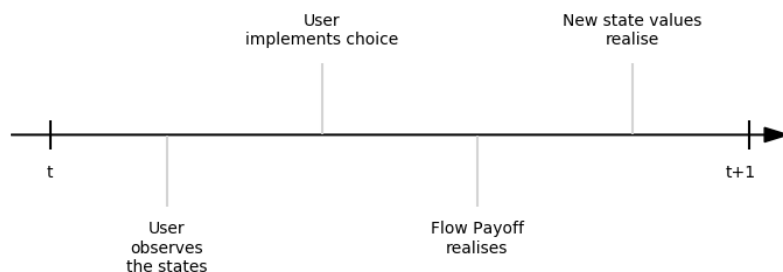 User
implements choice
New state values
realise
t
t+1
User
observes
the states
Flow Payoff
realises